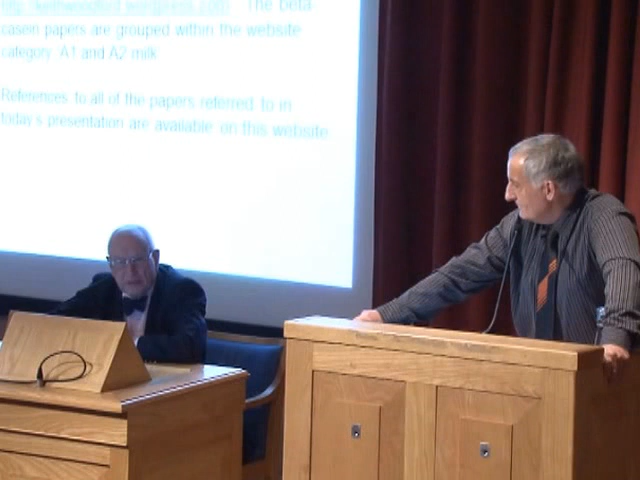 http://keithwoodford.wordpress.com The beta
casein papers are grouped within the website
category 'A1 and A2 milk'
References to all of the papers referred to in
today's presentation are available on this website